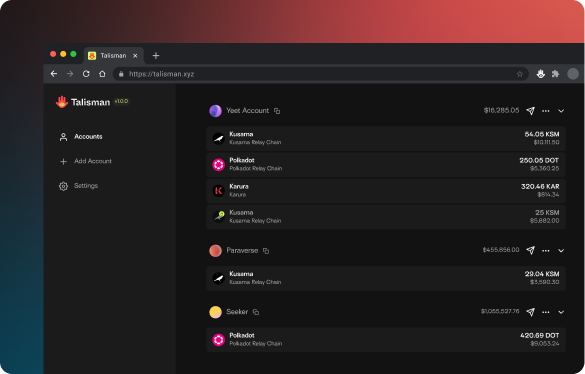 Talisman
https://talisman.xyz
Talisman
v1.0.0
Accounts
Add Account
Settings
Yeet Account
$16,285.05
Kusama
54.05 KSM
Kusama Relay Chain
$10,111.50
Polkadot
250.05 DOT
Polkadot Relay Chain
$5,360.25
Karura
320.46 KAR
Karura
$814.34
Kusama
25 KSM
Kusama Relay Chain
$5,682.00
Paraverse
$455,856.00
Kusama
29.04 KSM
Kusama Relay Chain
$3,590.30
Seeker
$1,055,527.76
Polkadot
420.69 DOT
Polkadot Relay Chain
$9,053.24